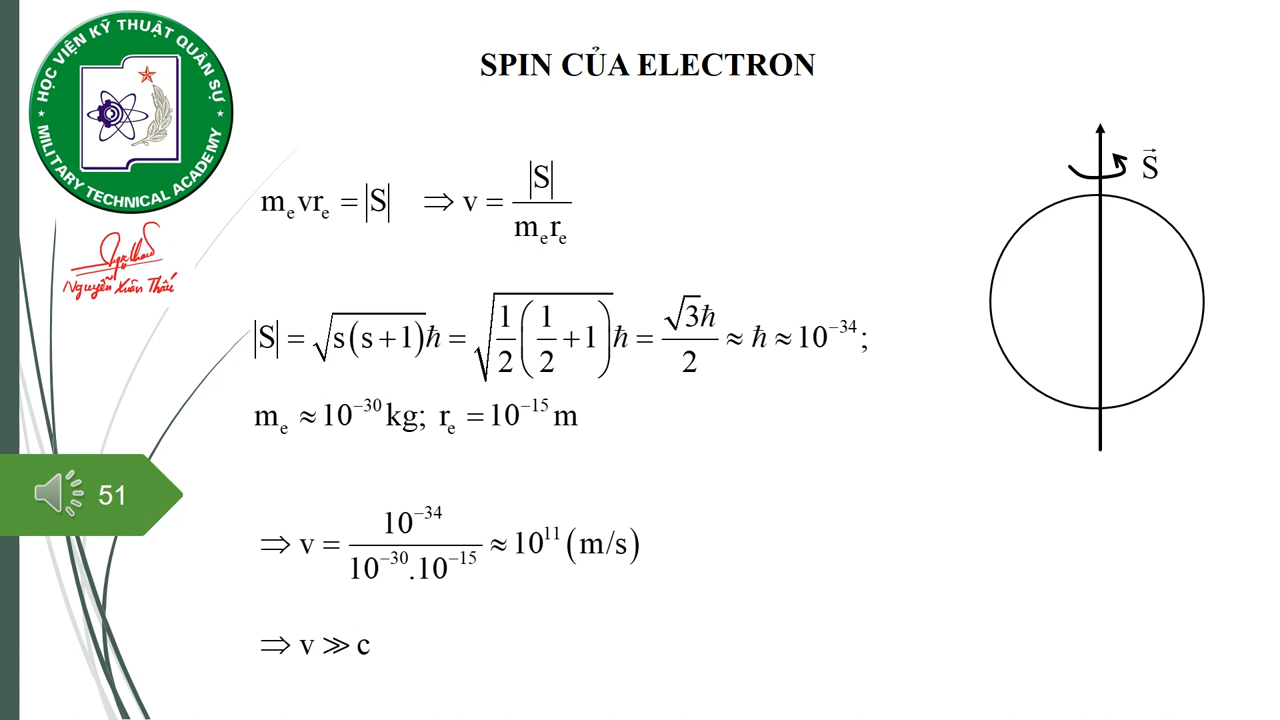 HỌC VIỆN KỸ THUẬT QUÂN SỰ
MILITARY TECHNICAL ACADEMY
Nguyễn Xuân Thấu
SPIN CỦA ELECTRON
mₑvrₑ = |S| ⇒ v = |S| / (mₑrₑ)
|S| = √(s(s+1))ħ = √(1/2(1/2+1))ħ = √3ħ/2 ≈ ħ ≈ 10⁻³⁴;
mₑ ≈ 10⁻³⁰ kg; rₑ = 10⁻¹⁵ m
51
⇒ v = 10⁻³⁴ / (10⁻³⁰.10⁻¹⁵) ≈ 10¹¹ (m/s)
⇒ v ≫ c
S⃗